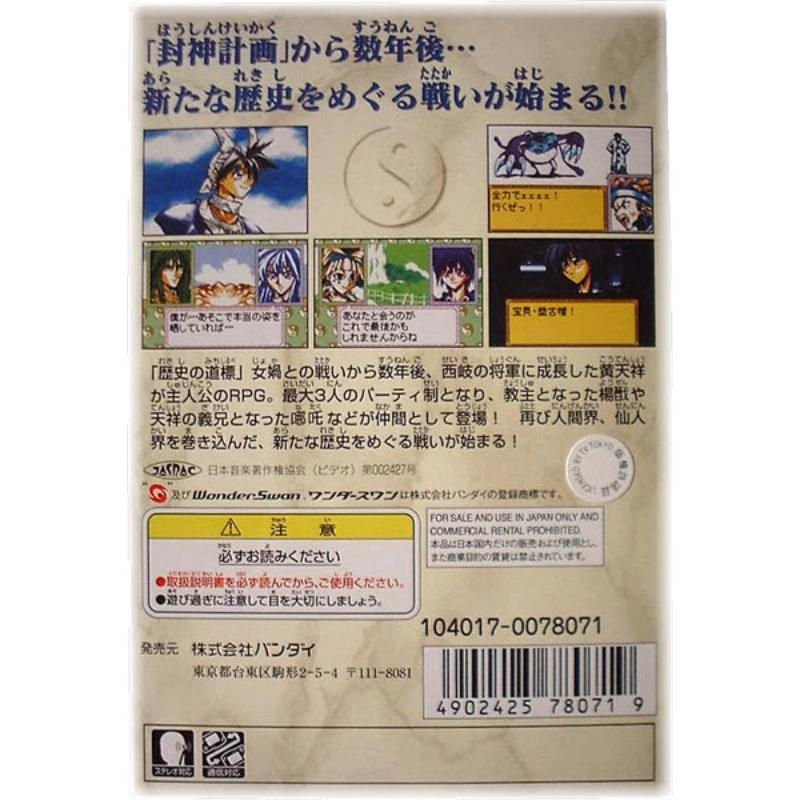 「封神計画」から数年後…
新たな歴史をめぐる戦いが始まる!!
全力でェェェェ!
行くぜっ!!
僕が…あそこで本当の姿を
晒していれば…
あなたと会うのが
これで最後かも
しれませんからね
宝貝・盤古幡!
「歴史の道標」女媧との戦いから数年後、西岐の将軍に成長した黄天祥
が主人公のRPG。最大3人のパーティ制となり、教主となった楊戩や
天祥の義兄となった哪吒などが仲間として登場! 再び人間界、仙人
界を巻き込んだ、新たな歴史をめぐる戦いが始まる!
JASRAC 日本音楽著作権協会(ビデオ)第002427号
LICENSED BY TV TOKYO 版権許諾証
及びWonderSwan、ワンダースワンは株式会社バンダイの登録商標です。
注意
必ずお読みください
●取扱説明書を必ず読んでから、ご使用ください。
●遊び過ぎに注意して目を大切にしましょう。
FOR SALE AND USE IN JAPAN ONLY AND
COMMERCIAL RENTAL PROHIBITED.
本品は日本国内だけの販売および使用とし、
また商業目的の賃貸は禁止されています。
104017-0078071
発売元 株式会社バンダイ
東京都台東区駒形2-5-4 〒111-8081
4902425 78071 9
ステレオ対応 通信対応